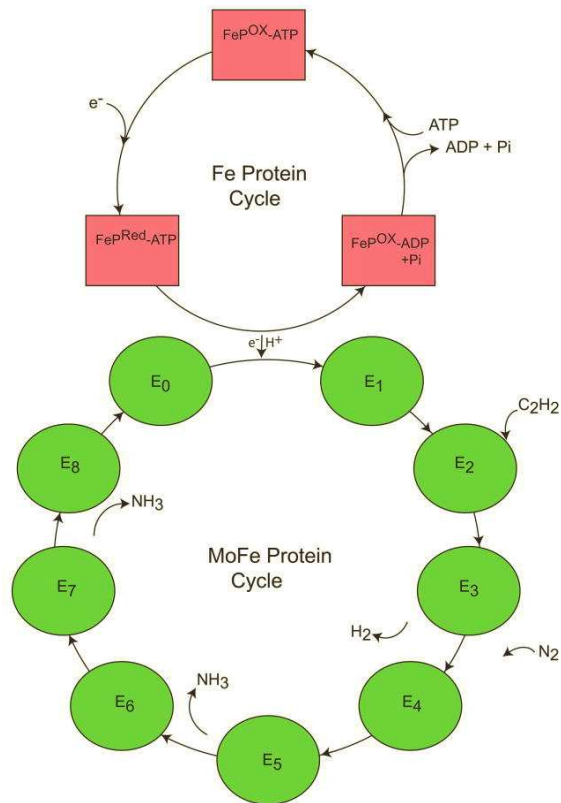 FeP^OX-ATP
e-
ATP
ADP + Pi
Fe Protein
Cycle
FeP^Red-ATP
FeP^OX-ADP
+Pi
e- H+
E0
E1
C2H2
E8
E2
NH3
MoFe Protein
Cycle
E7
E3
H2
N2
NH3
E6
E4
E5